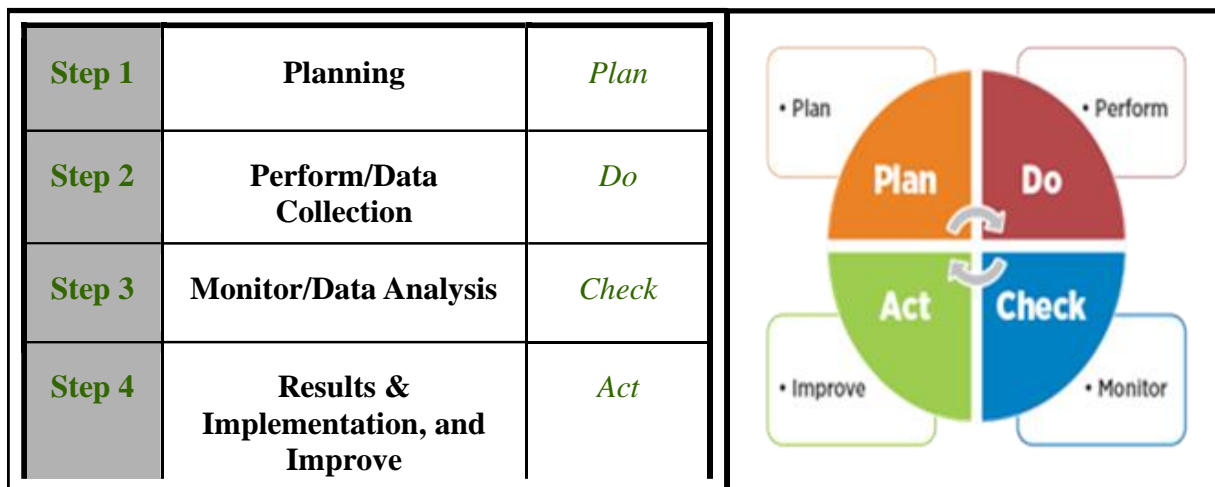 Step 1 Planning Plan
Step 2 Perform/Data Do
Collection
Step 3 Monitor/Data Analysis Check
Step 4 Results & Act
Implementation, and
Improve
• Plan
• Perform
Plan Do
Act Check
• Improve
• Monitor